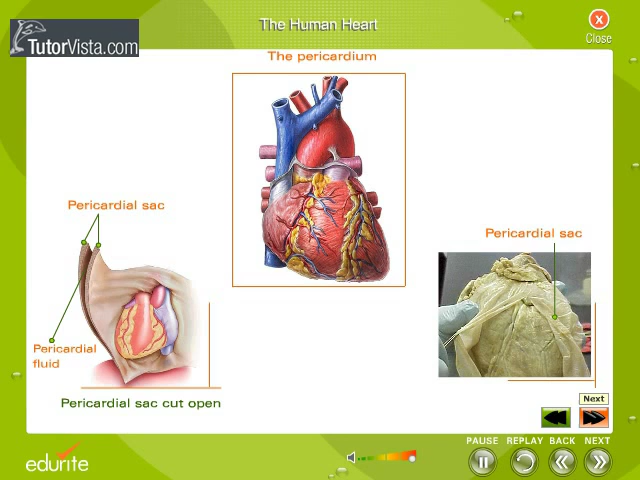 The Human Heart
X
Close
TutorVista.com
The pericardium
Pericardial sac
Pericardial sac
Pericardial
fluid
Pericardial sac cut open
Next
PAUSE REPLAY BACK NEXT
edurite